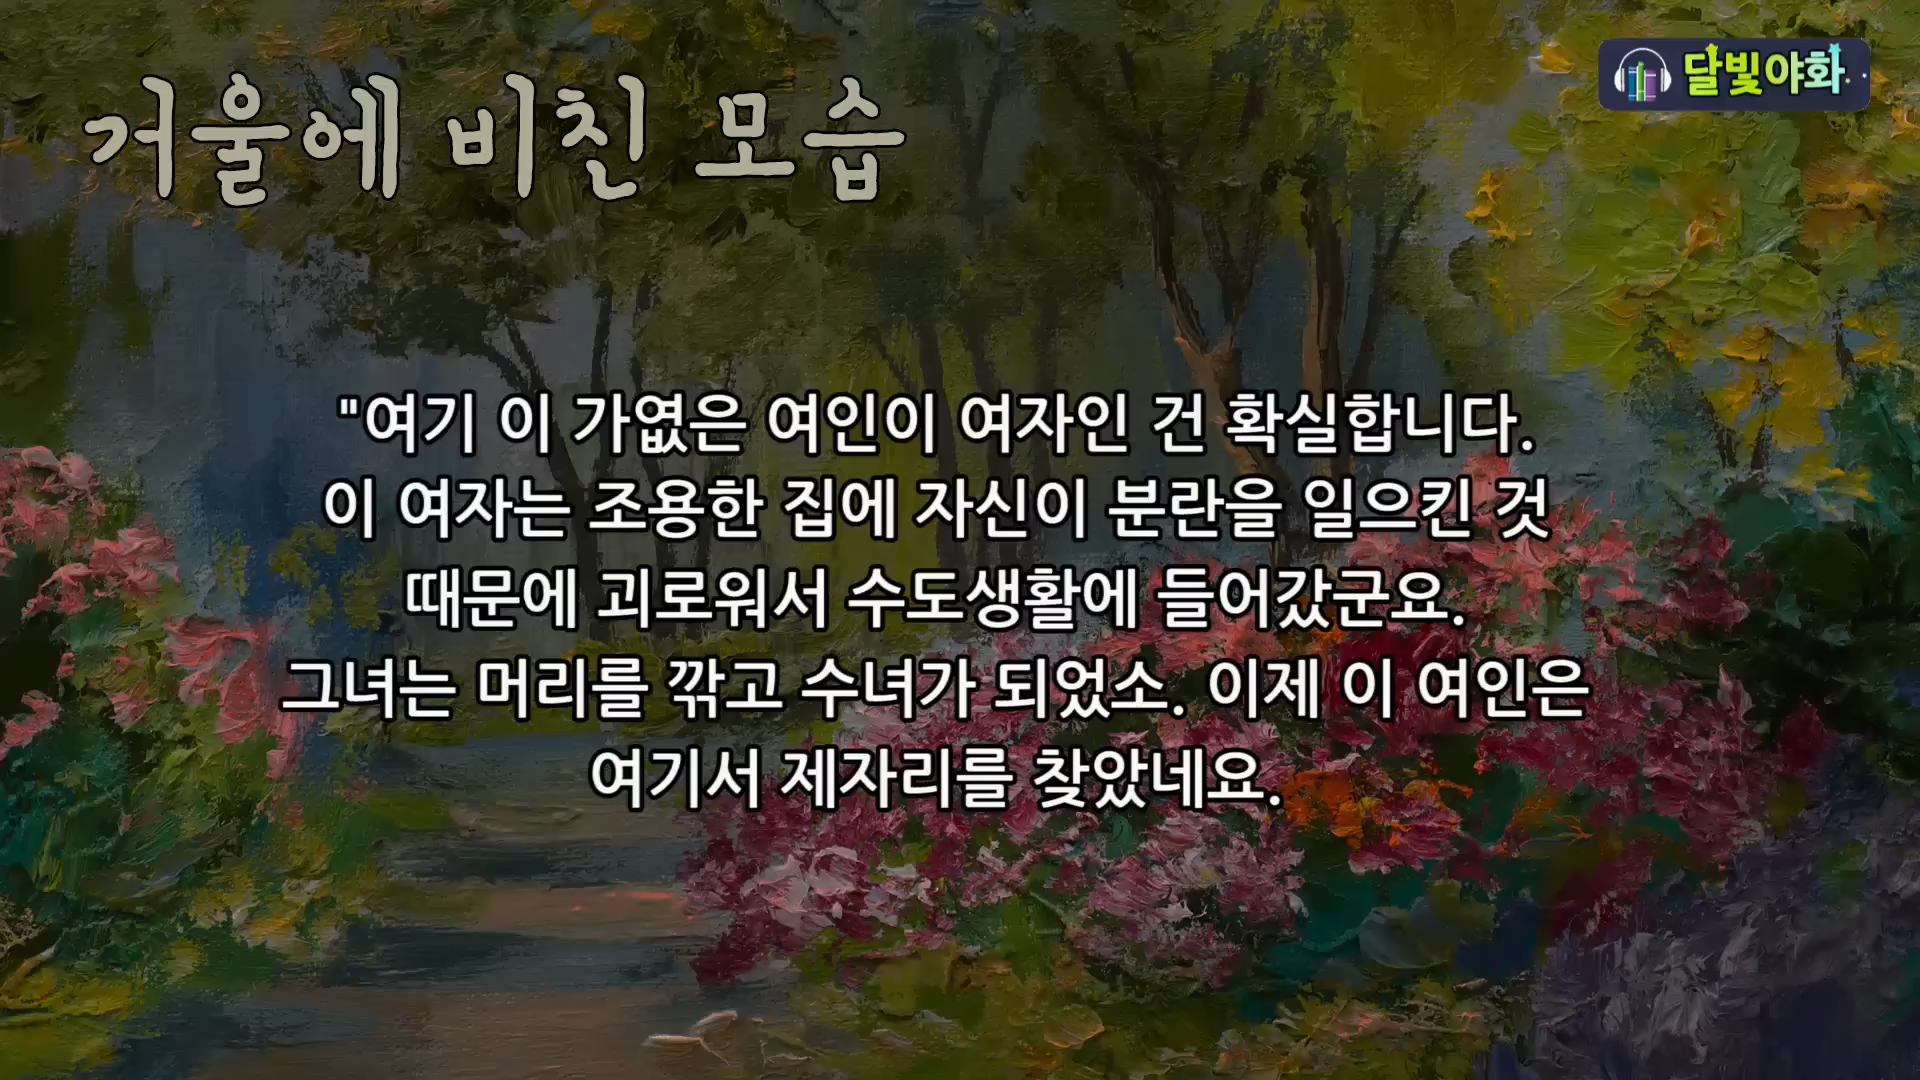 거울에 비친 모습
달빛야화
"여기 이 가엾은 여인이 여자인 건 확실합니다.
이 여자는 조용한 집에 자신이 분란을 일으킨 것
때문에 괴로워서 수도생활에 들어갔군요.
그녀는 머리를 깎고 수녀가 되었소. 이제 이 여인은
여기서 제자리를 찾았네요.